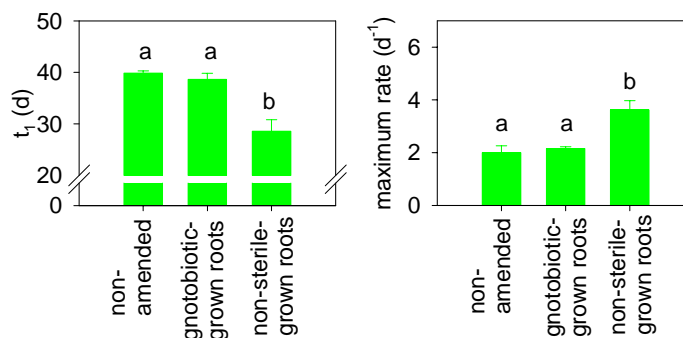 50
40
30
20
0
t1 (d)
a
a
b
non-
amended
gnotobiotic-
grown roots
non-sterile-
grown roots
6
4
2
0
maximum rate (d-1)
a
a
b
non-
amended
gnotobiotic-
grown roots
non-sterile-
grown roots